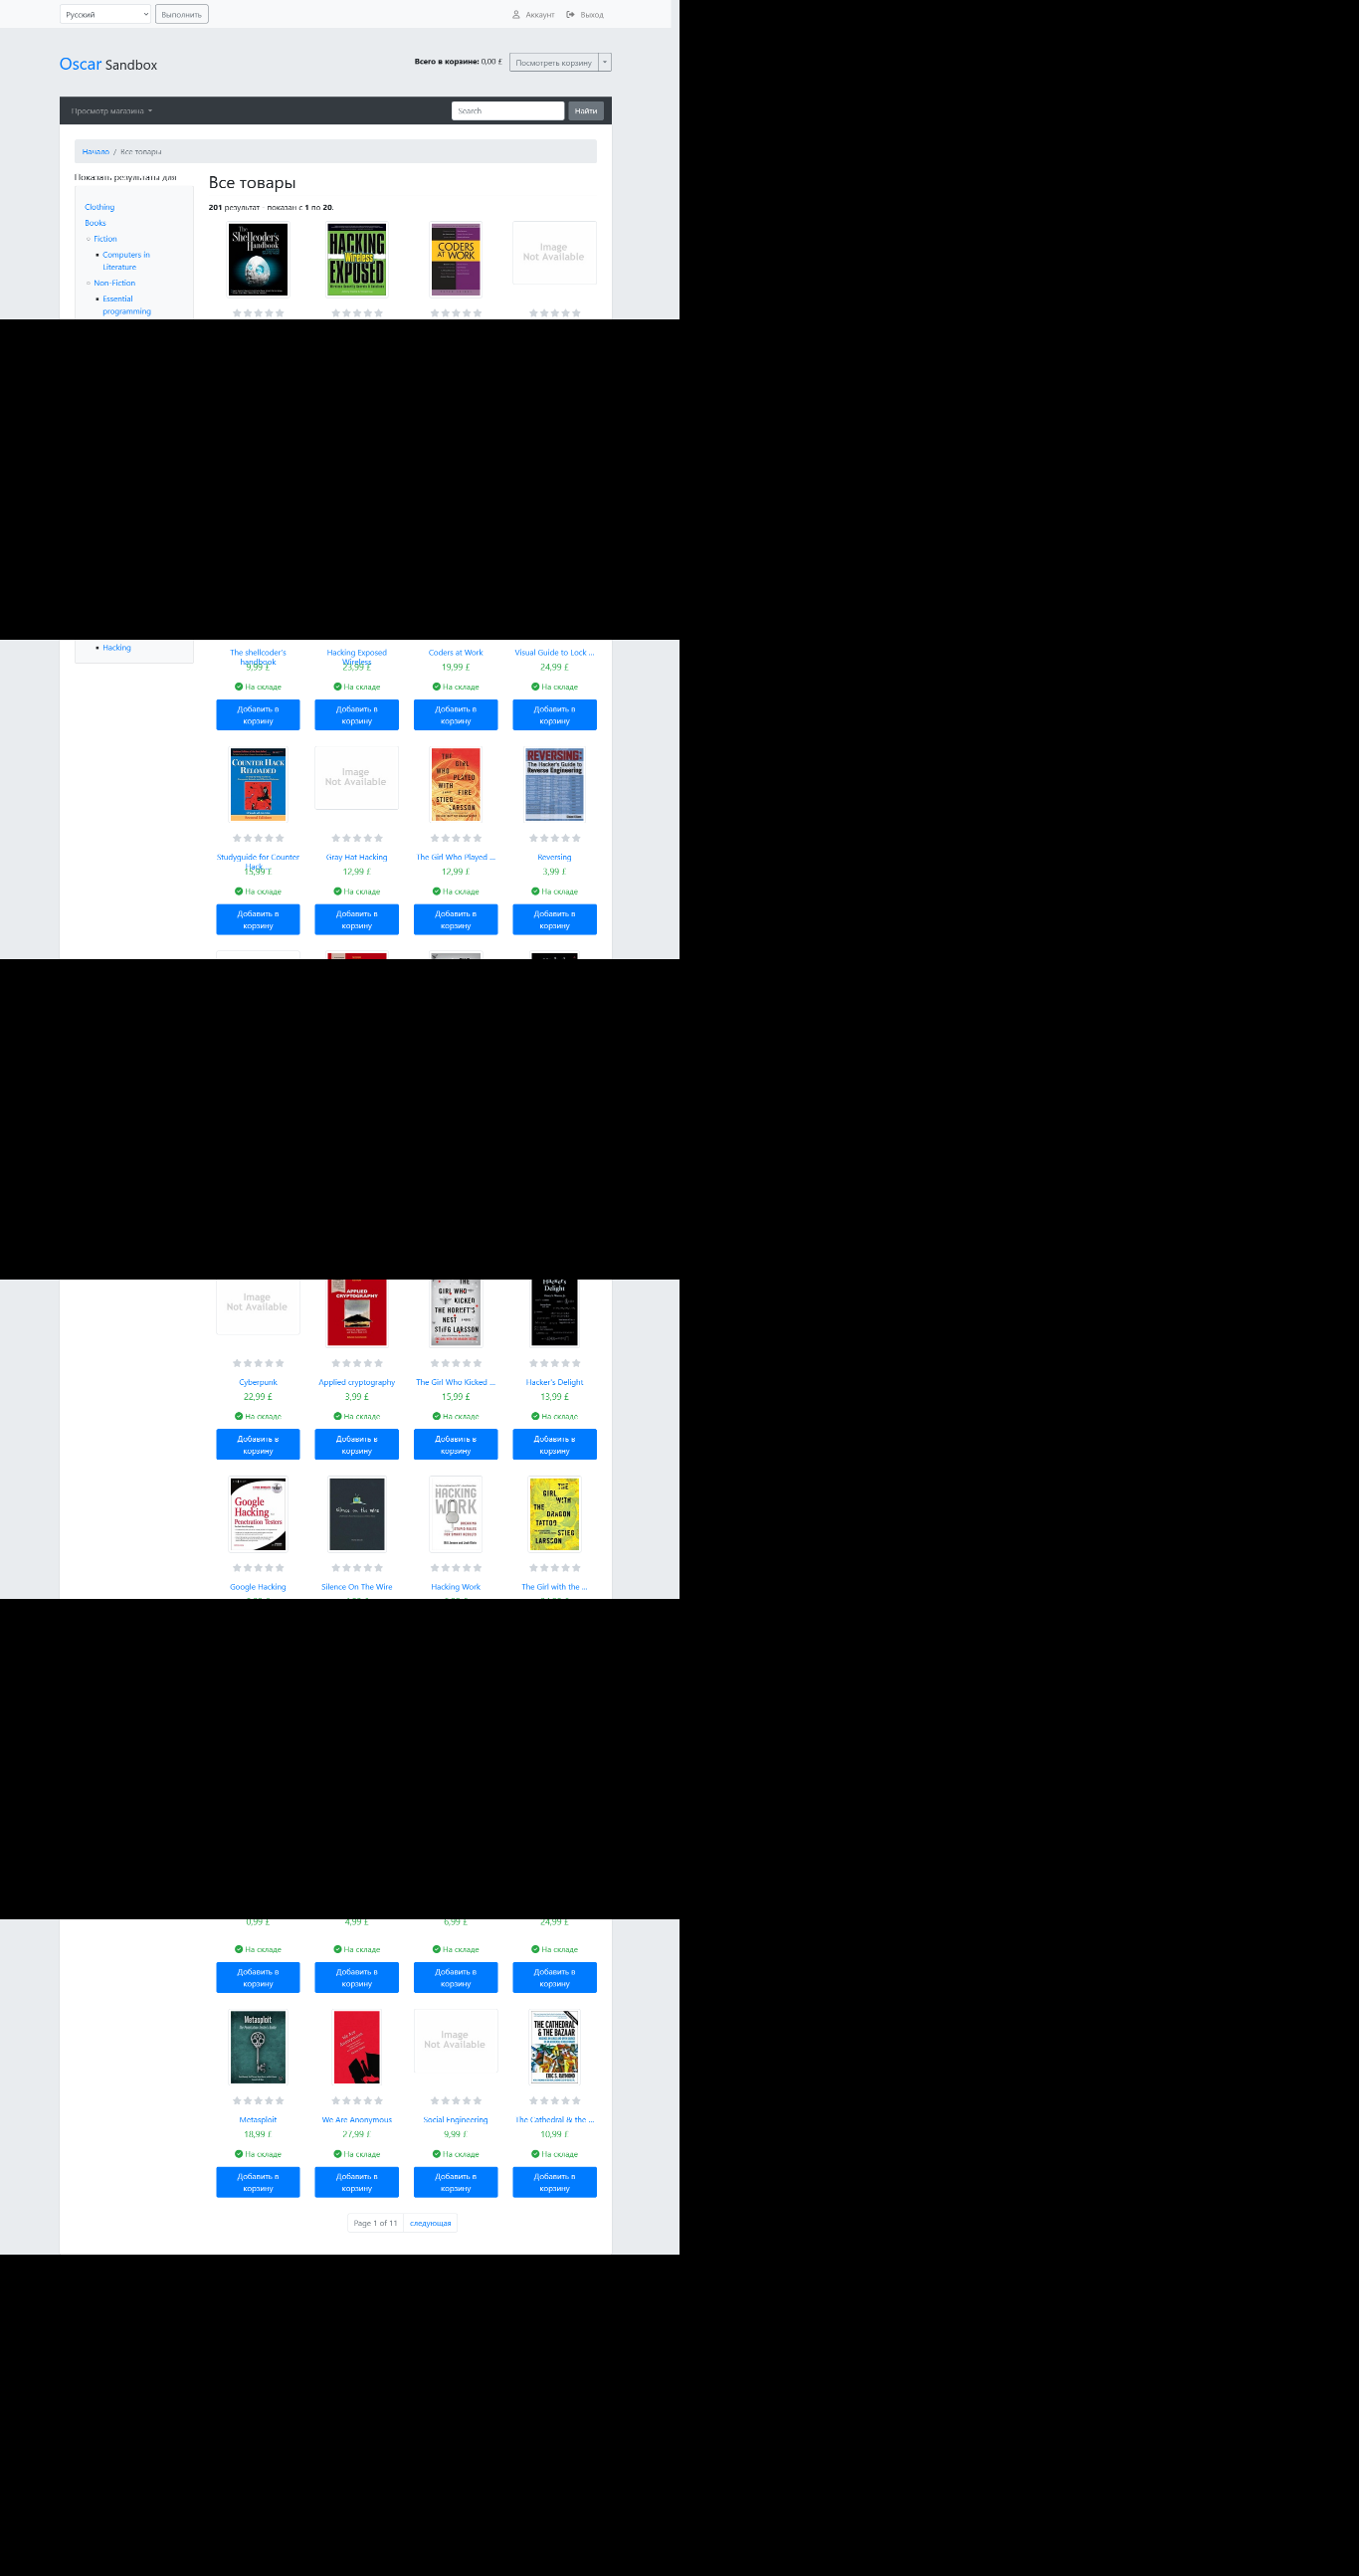 Русский
Выполнить
Аккаунт
Выход
Oscar Sandbox
Всего в корзине: 0,00 £
Посмотреть корзину
Просмотр магазина
Search
Найти
Начало / Все товары
Показать результаты для
Все товары
201 результат - показан с 1 по 20.
Clothing
Books
Fiction
Computers in
Literature
Non-Fiction
Essential
programming
The Shellcoder's
Handbook
HACKING
Wireless
EXPOSED
CODERS
AT WORK
Image
Not Available
Hacking
The shellcoder's
handbook
Hacking Exposed
Wireless
Coders at Work
Visual Guide to Lock ...
9,99 £
23,99 £
19,99 £
24,99 £
На складе
На складе
На складе
На складе
Добавить в
корзину
Добавить в
корзину
Добавить в
корзину
Добавить в
корзину
COUNTER HACK
RELOADED
Image
Not Available
THE
GIRL
WHO
PLAYED
WITH
FIRE
STIEG
LARSSON
REVERSING:
The Hacker's Guide to
Reverse Engineering
Studyguide for Counter
Hack ...
Gray Hat Hacking
The Girl Who Played ...
Reversing
15,99 £
12,99 £
12,99 £
3,99 £
На складе
На складе
На складе
На складе
Добавить в
корзину
Добавить в
корзину
Добавить в
корзину
Добавить в
корзину
Image
Not Available
APPLIED
CRYPTOGRAPHY
THE
GIRL WHO
KICKED
THE HORNET'S
NEST
STIEG LARSSON
Hacker's
Delight
Cyberpunk
Applied cryptography
The Girl Who Kicked ...
Hacker's Delight
22,99 £
3,99 £
15,99 £
13,99 £
На складе
На складе
На складе
На складе
Добавить в
корзину
Добавить в
корзину
Добавить в
корзину
Добавить в
корзину
Google
Hacking for
Penetration Testers
Silence on the Wire
HACKING
WORK
THE
GIRL
WITH
THE DRAGON
TATTOO
STIEG
LARSSON
Google Hacking
Silence On The Wire
Hacking Work
The Girl with the ...
0,99 £
4,99 £
6,99 £
24,99 £
На складе
На складе
На складе
На складе
Добавить в
корзину
Добавить в
корзину
Добавить в
корзину
Добавить в
корзину
Metasploit
We Are
Anonymous
Image
Not Available
THE CATHEDRAL
& THE BAZAAR
ERIC S. RAYMOND
Metasploit
We Are Anonymous
Social Engineering
The Cathedral & the ...
18,99 £
27,99 £
9,99 £
10,99 £
На складе
На складе
На складе
На складе
Добавить в
корзину
Добавить в
корзину
Добавить в
корзину
Добавить в
корзину
Page 1 of 11
следующая